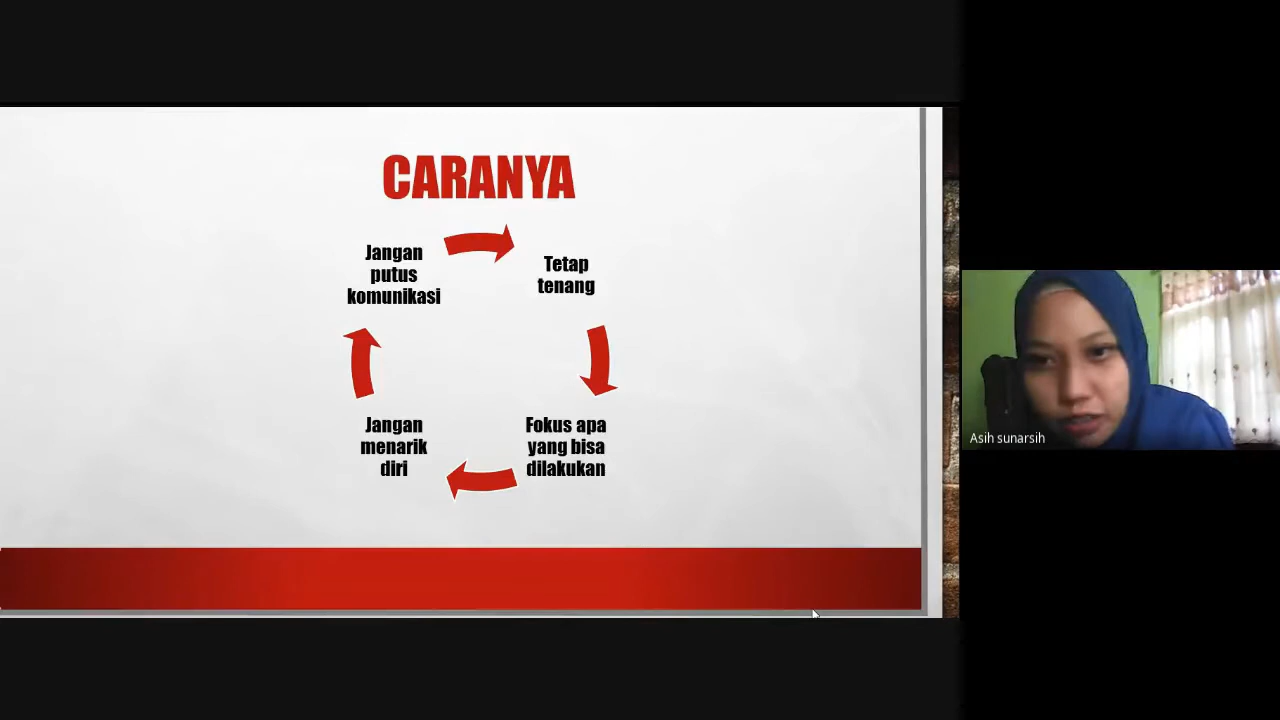 CARANYA
Jangan
putus
komunikasi
Tetap
tenang
Fokus apa
yang bisa
dilakukan
Jangan
menarik
diri
Asih sunarsih